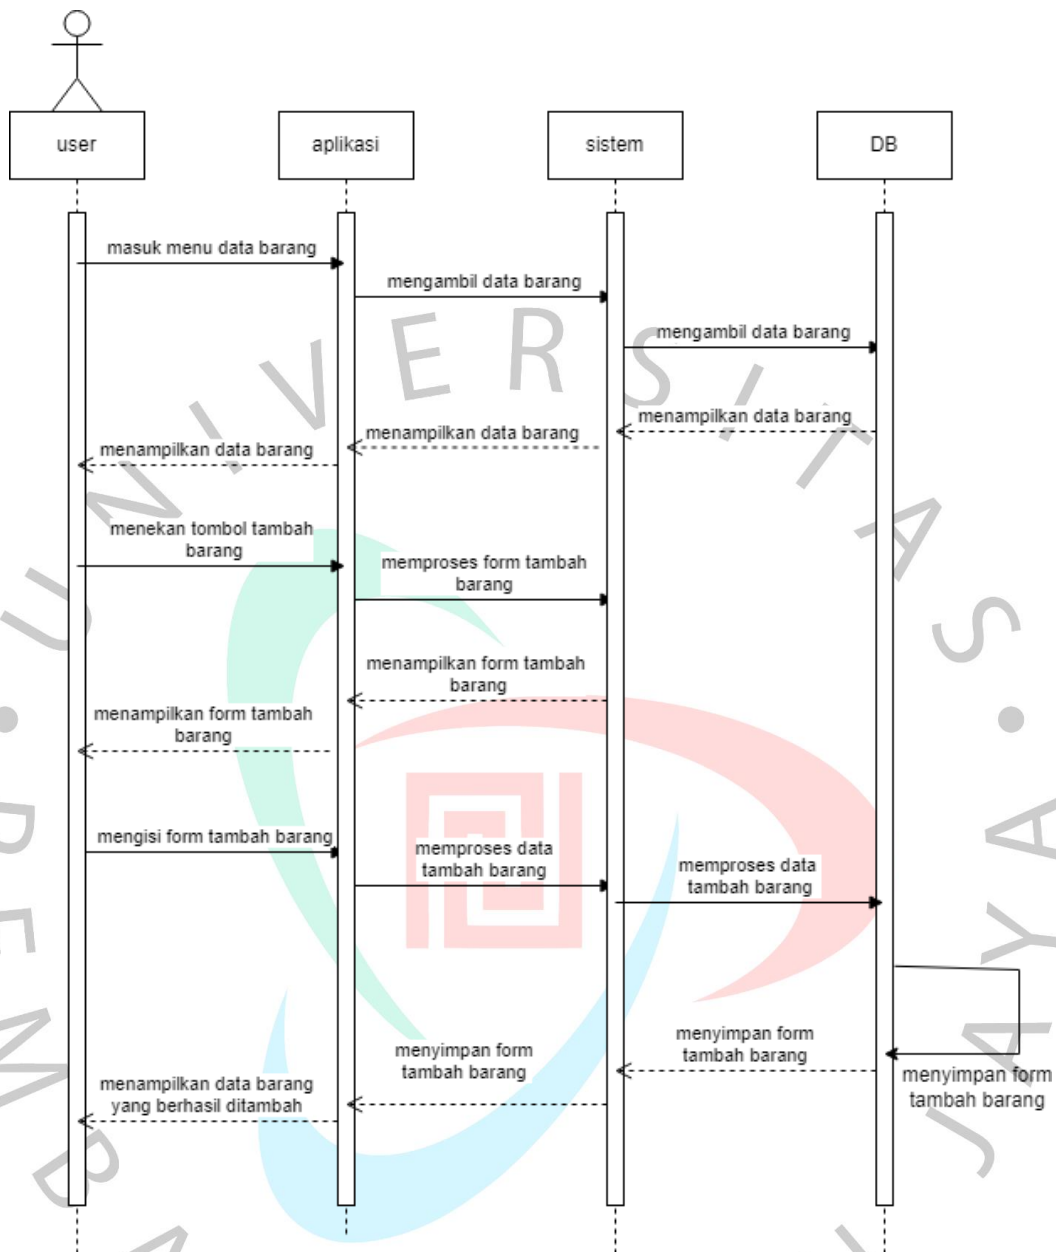 user
aplikasi
sistem
DB
masuk menu data barang
mengambil data barang
mengambil data barang
menampilkan data barang
menampilkan data barang
menampilkan data barang
menekan tombol tambah
barang
memproses form tambah
barang
menampilkan form tambah
barang
menampilkan form tambah
barang
mengisi form tambah barang
memproses data
tambah barang
memproses data
tambah barang
menyimpan form
tambah barang
menyimpan form
tambah barang
menyimpan form
tambah barang
menampilkan data barang
yang berhasil ditambah
UNIVERSITAS
JAYA